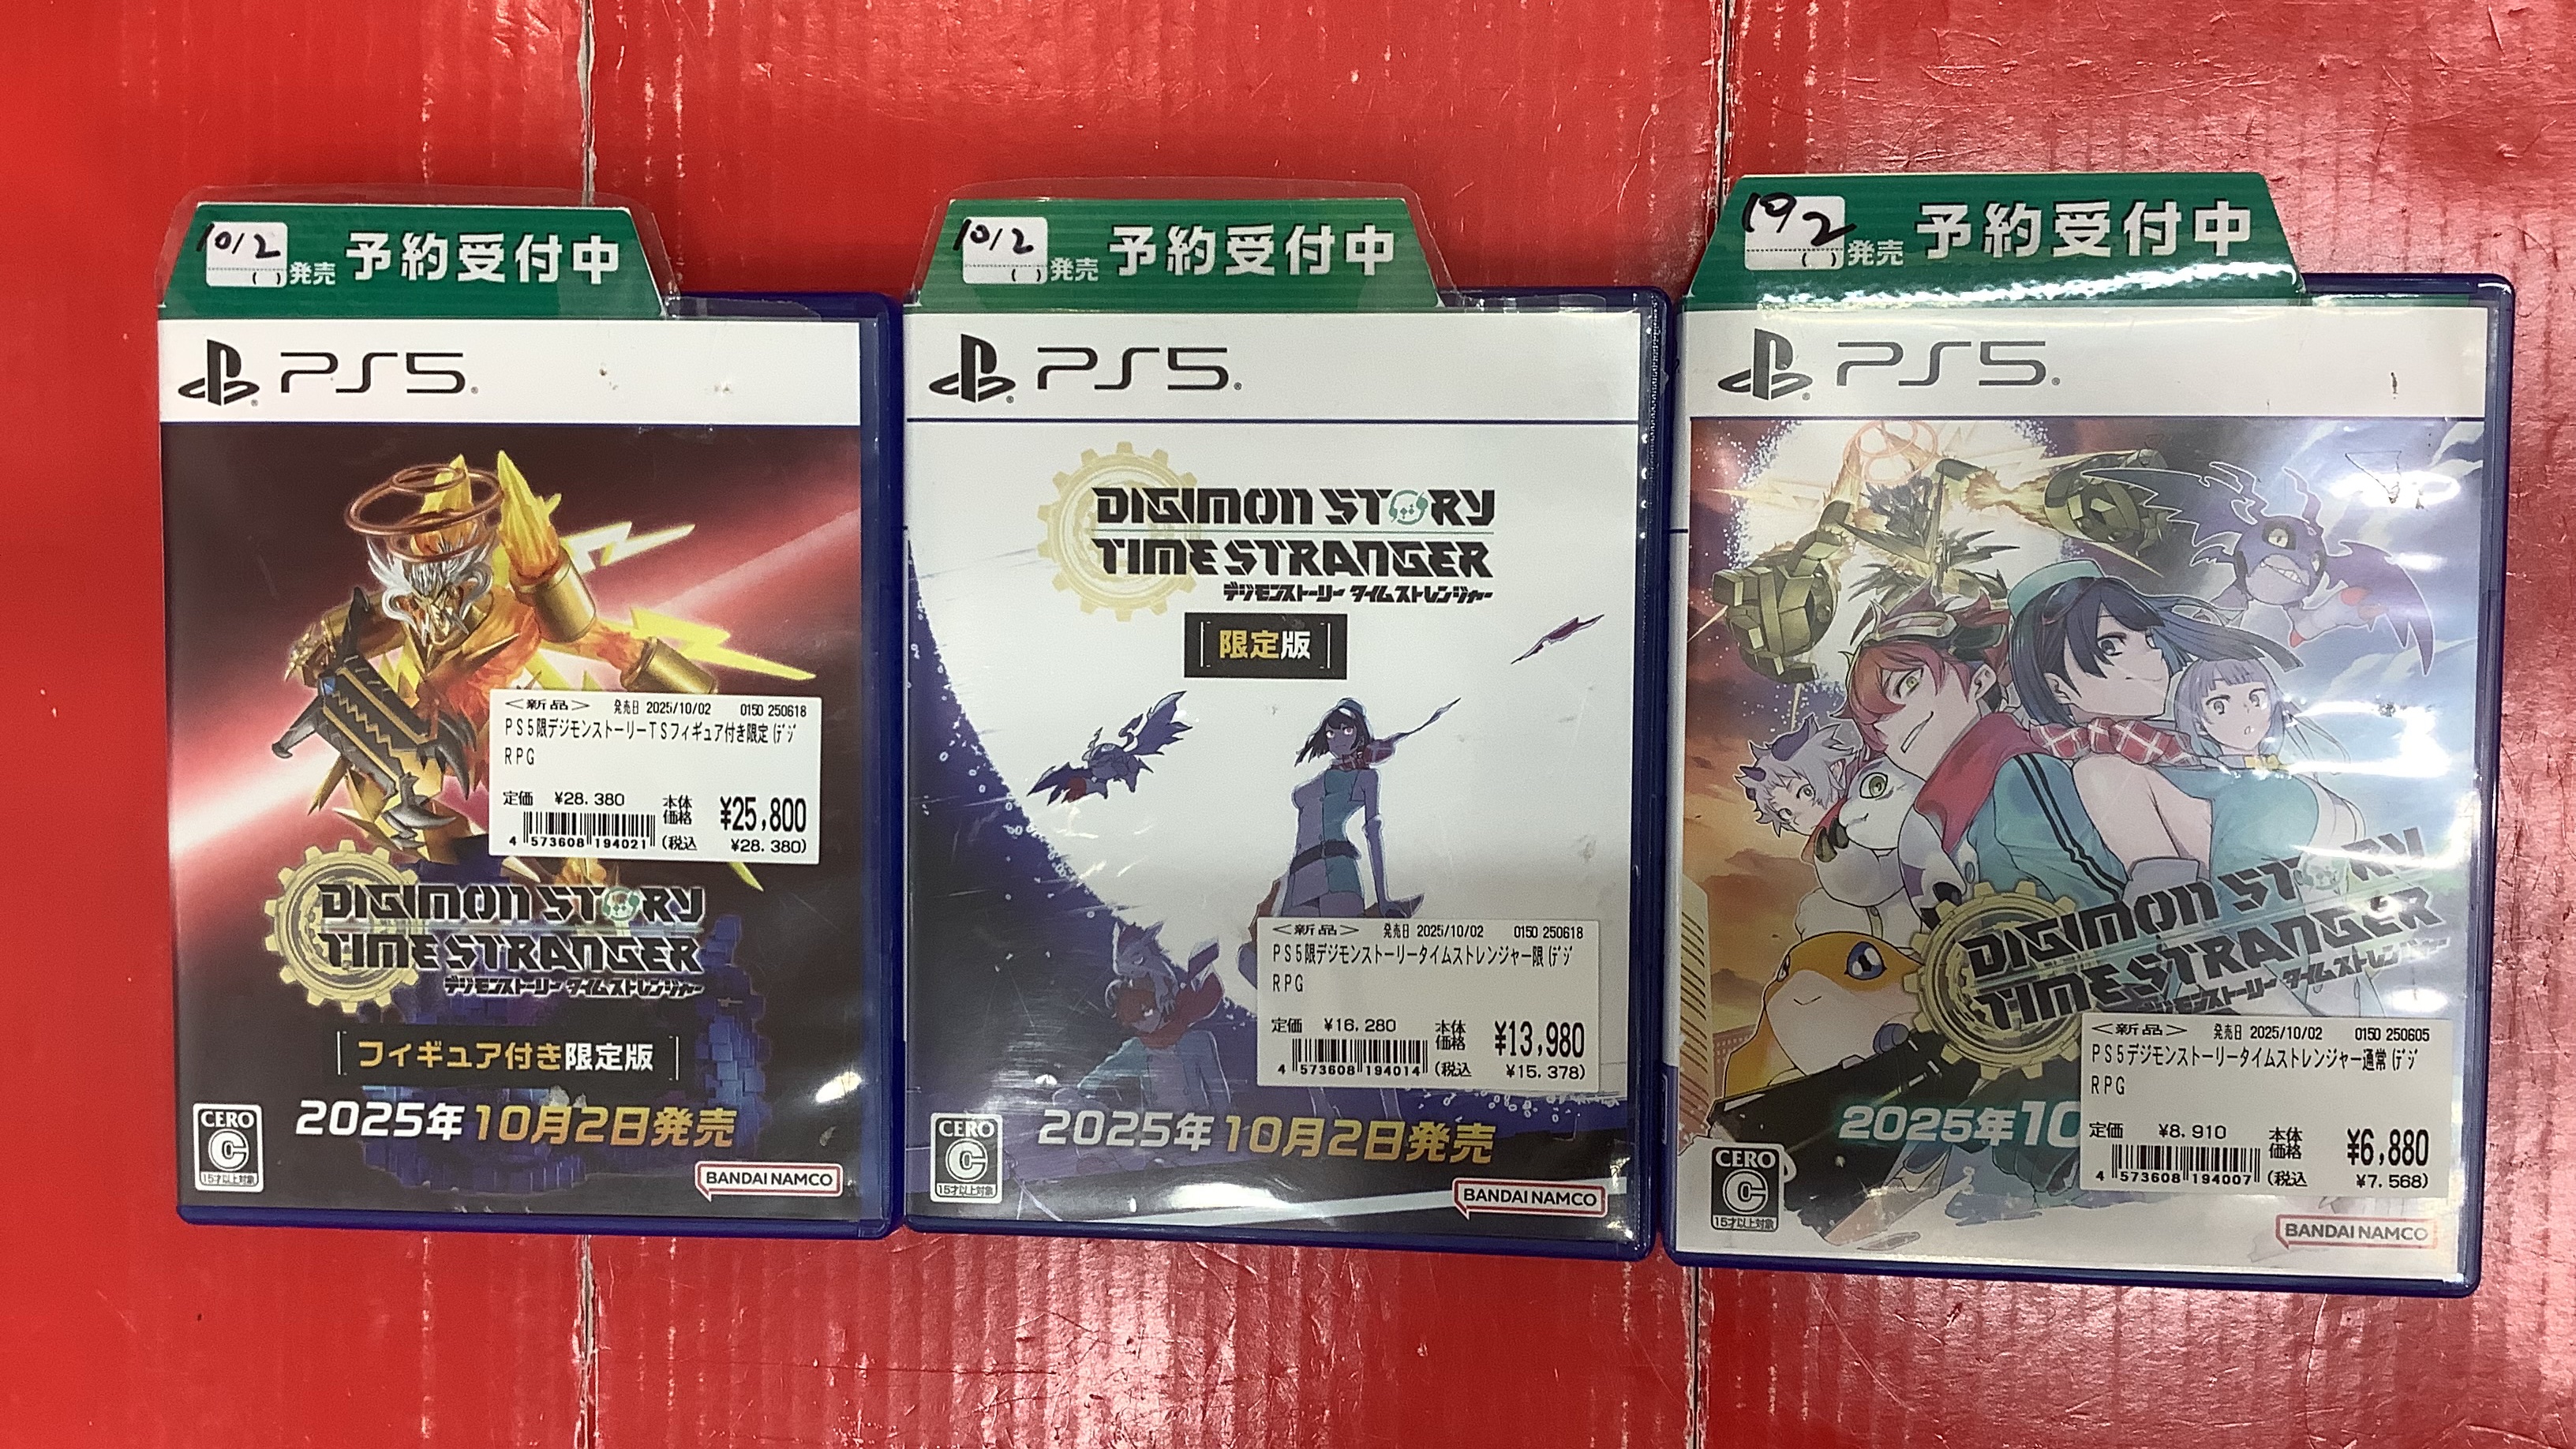 10/2
発売 予約受付中
PS5
<新品> 発売日 2025/10/02 0150 250618
PS5限デジモンストーリーTSフィギュア付き限定(デジ
RPG
定価 ¥28.380 本体価格 ¥25,800
4 573608 194021 (税込 ¥28.380)
DIGIMON STORY
TIME STRANGER
デジモンストーリー タイムストレンジャー
フィギュア付き限定版
2025年10月2日発売
CERO
C
15才以上対象
BANDAI NAMCO
10/2
発売 予約受付中
PS5
DIGIMON STORY
TIME STRANGER
デジモンストーリー タイムストレンジャー
限定版
<新品> 発売日 2025/10/02 0150 250618
PS5限デジモンストーリータイムストレンジャー限(デジ
RPG
定価 ¥16.280 本体価格 ¥13,980
4 573608 194014 (税込 ¥15.378)
2025年10月2日発売
CERO
C
15才以上対象
BANDAI NAMCO
10/2
発売 予約受付中
PS5
DIGIMON STORY
TIME STRANGER
デジモンストーリー タイムストレンジャー
<新品> 発売日 2025/10/02 0150 250605
PS5デジモンストーリータイムストレンジャー通常(デジ
RPG
定価 ¥8.910 本体価格 ¥6,880
4 573608 194007 (税込 ¥7.568)
2025年10
CERO
C
15才以上対象
BANDAI NAMCO